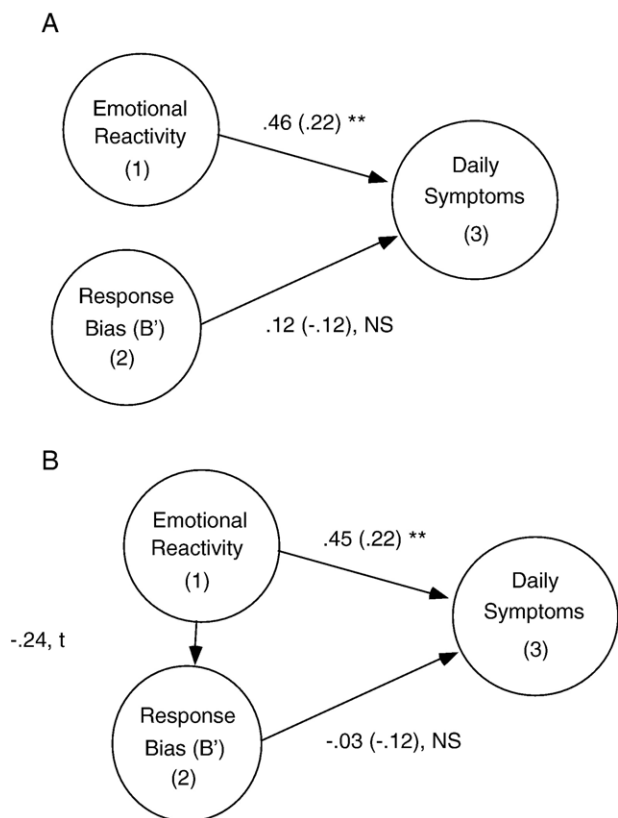 A
Emotional
Reactivity
(1)
.46 (.22) **
Daily
Symptoms
(3)
Response
Bias (B')
(2)
.12 (-.12), NS
B
Emotional
Reactivity
(1)
.45 (.22) **
Daily
Symptoms
(3)
-.24, t
Response
Bias (B')
(2)
-.03 (-.12), NS